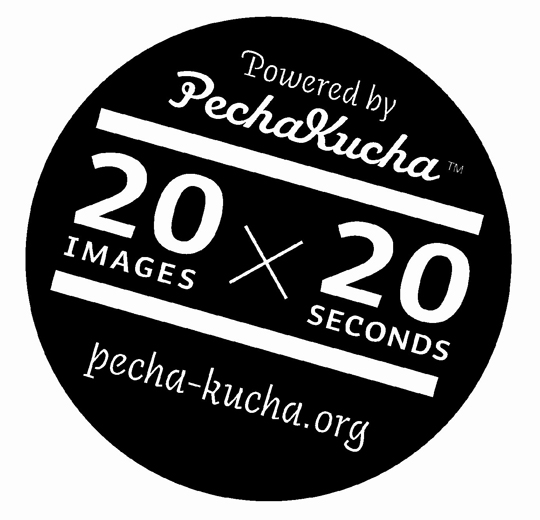 Powered by
PechaKucha™
20 × 20
IMAGES SECONDS
pecha-kucha.org